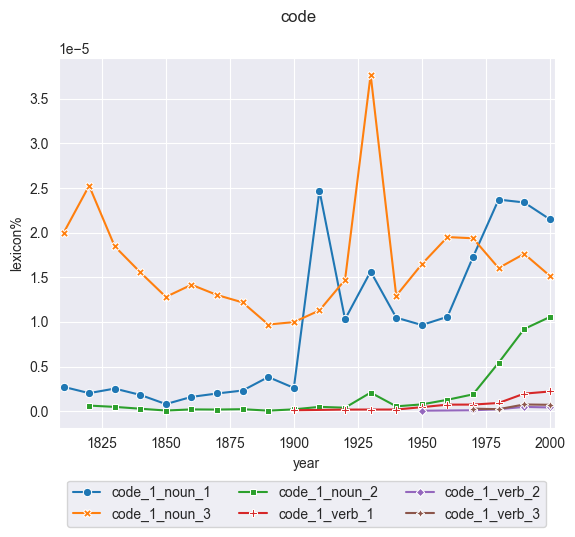 code
1e−5
3.5
3.0
2.5
2.0
1.5
1.0
0.5
0.0
lexicon%
1825 1850 1875 1900 1925 1950 1975 2000
year
code_1_noun_1 code_1_noun_2 code_1_verb_2
code_1_noun_3 code_1_verb_1 code_1_verb_3